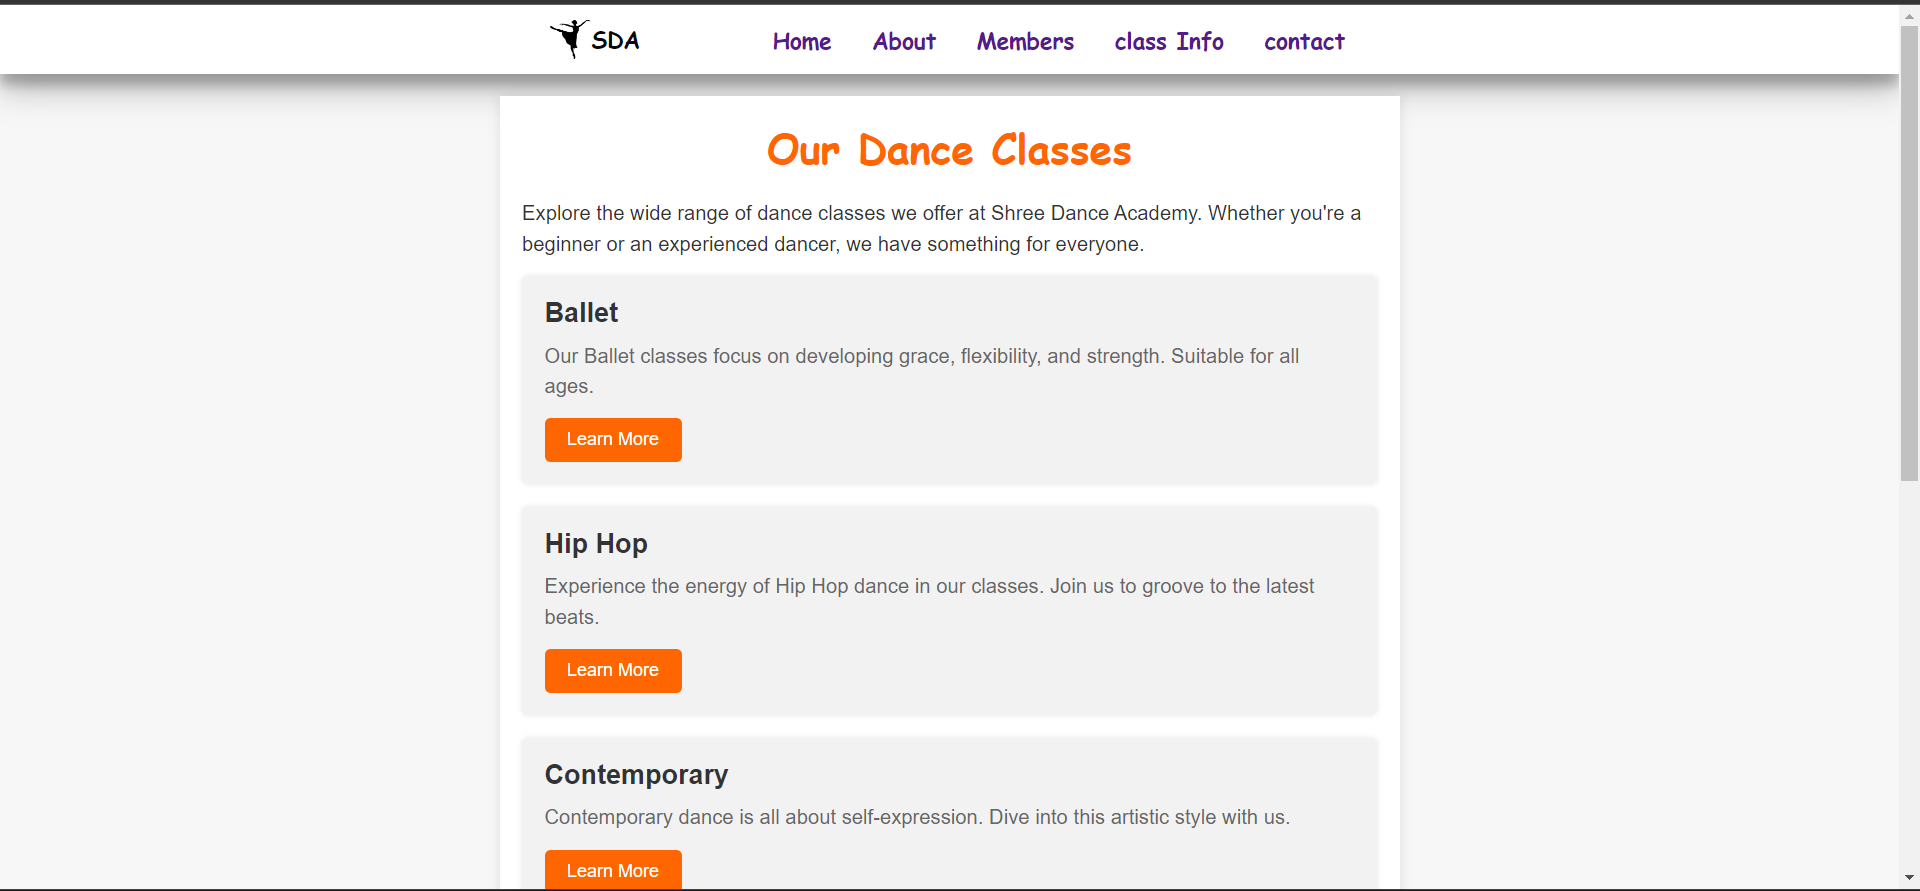 SDA
Home About Members class Info contact
Our Dance Classes
Explore the wide range of dance classes we offer at Shree Dance Academy. Whether you're a
beginner or an experienced dancer, we have something for everyone.
Ballet
Our Ballet classes focus on developing grace, flexibility, and strength. Suitable for all
ages.
Learn More
Hip Hop
Experience the energy of Hip Hop dance in our classes. Join us to groove to the latest
beats.
Learn More
Contemporary
Contemporary dance is all about self-expression. Dive into this artistic style with us.
Learn More